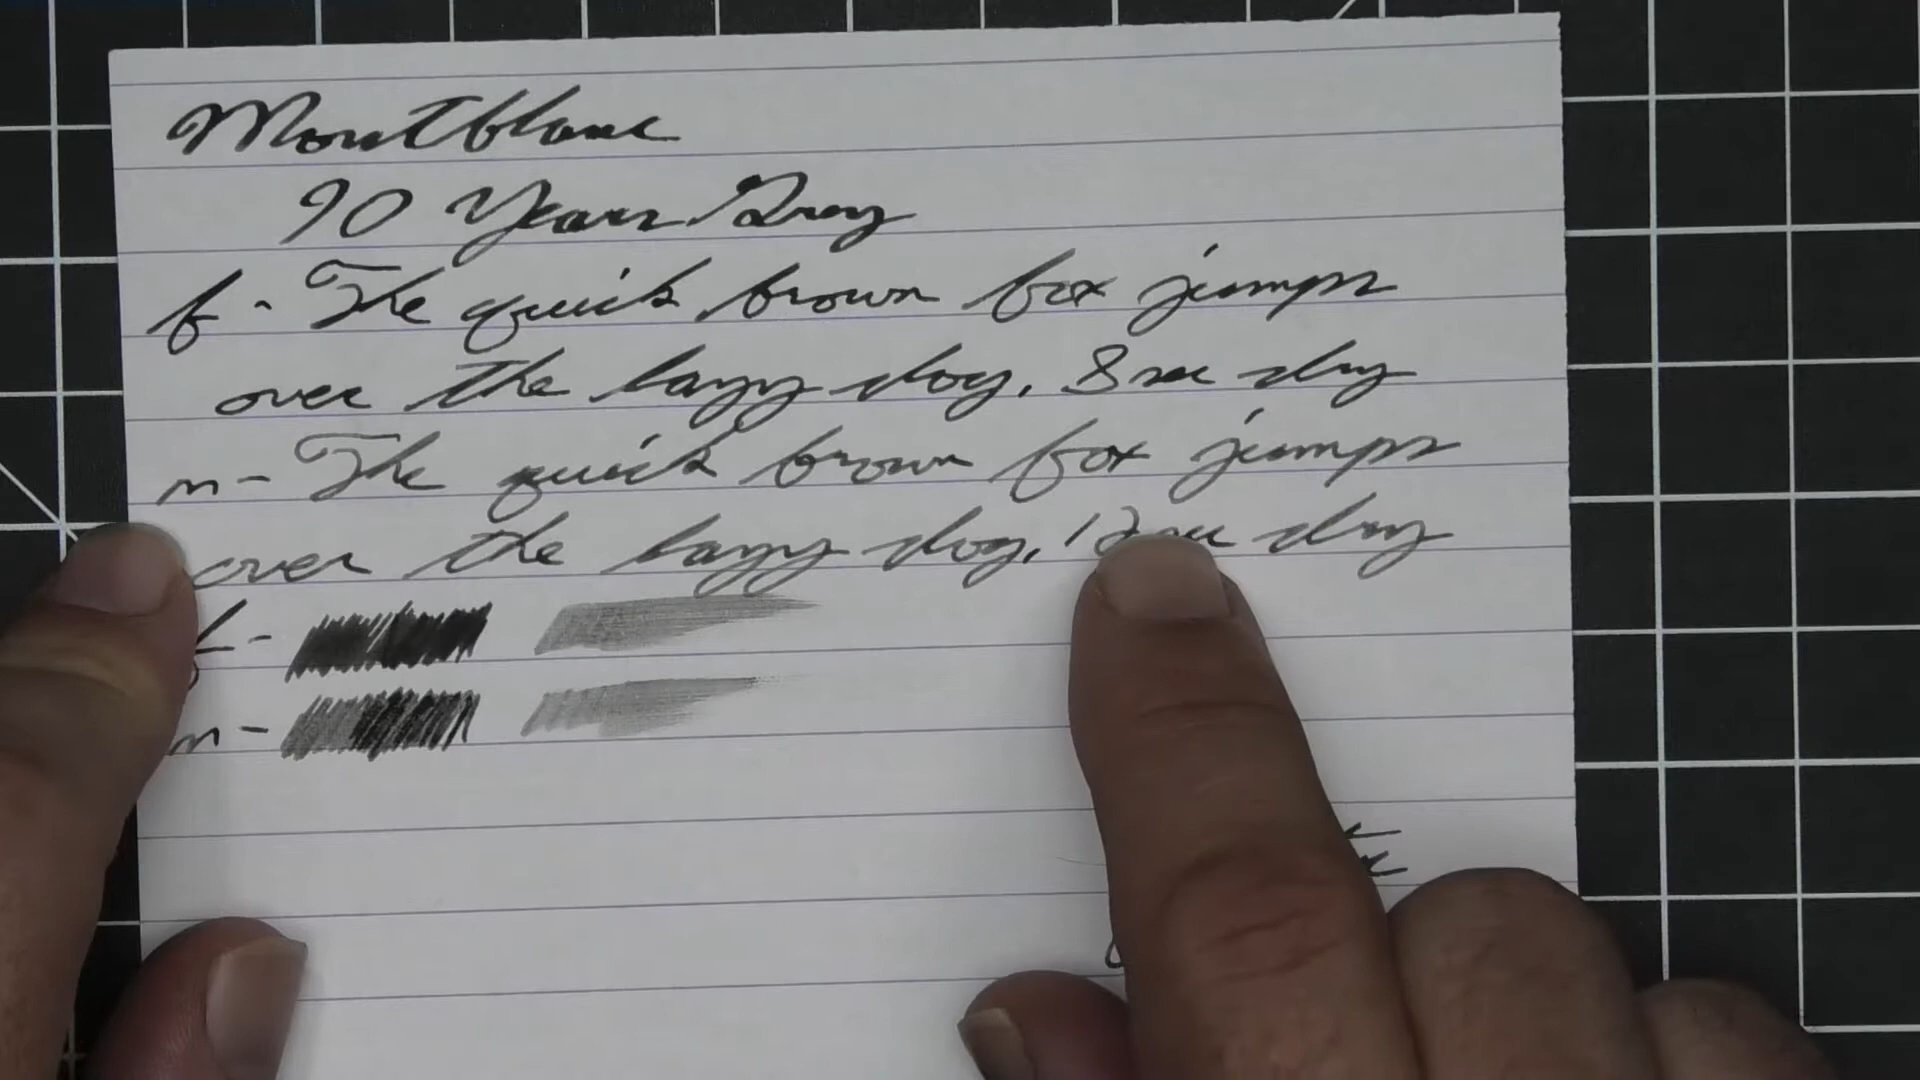 Montblanc
90 Years Grey
f - The quick brown fox jumps
over the lazy dog. 8 sec dry
m - The quick brown fox jumps
over the lazy dog. 12 sec dry
f -
m -